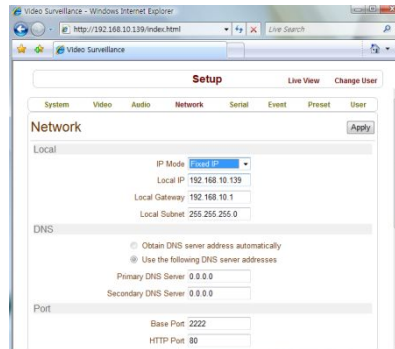 Video Surveillance - Windows Internet Explorer
http://192.168.10.139/index.html
Live Search
Video Surveillance
Setup
Live View
Change User
System Video Audio Network Serial Event Preset User
Network
Apply
Local
IP Mode Fixed IP
Local IP 192.168.10.139
Local Gateway 192.168.10.1
Local Subnet 255.255.255.0
DNS
Obtain DNS server address automatically
Use the following DNS server addresses
Primary DNS Server 0.0.0.0
Secondary DNS Server 0.0.0.0
Port
Base Port 2222
HTTP Port 80